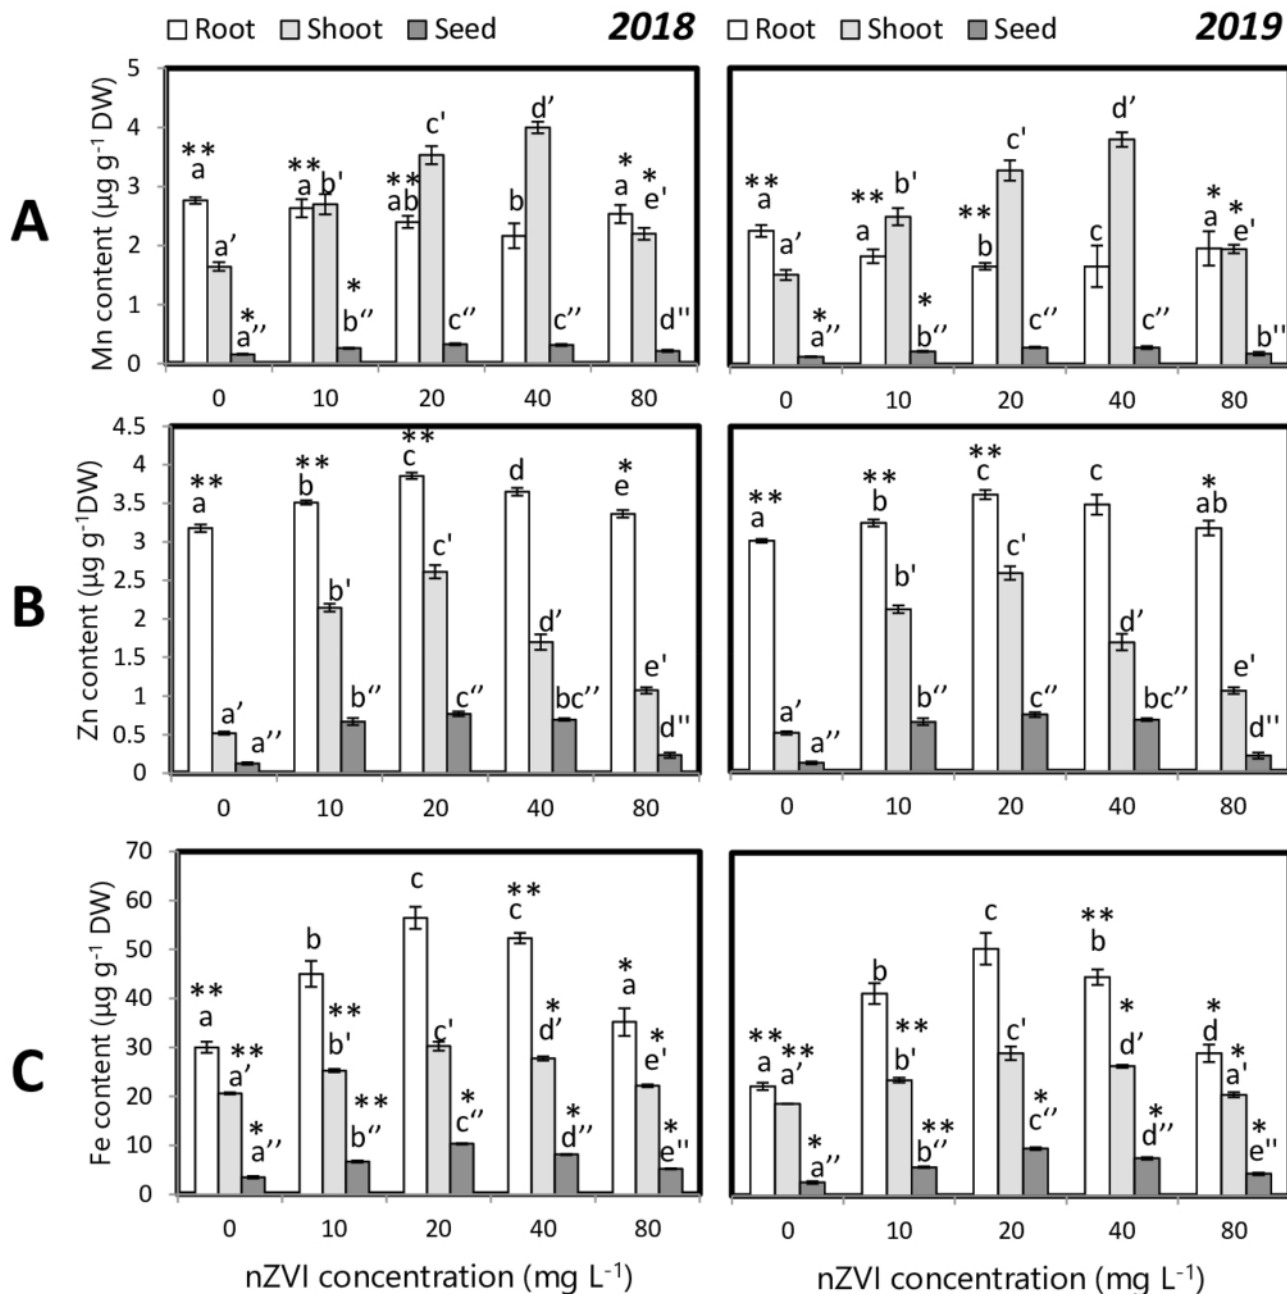 Root Shoot Seed 2018 Root Shoot Seed 2019
A
Mn content (µg g⁻¹ DW)
5
4
3
2
1
0
** a a’ * a’’ ** a b' * b‘’ ** ab c' c‘’ b d’ c‘’ * a * e' d''
** a a’ * a’’ ** a b' * b‘’ ** b c' c‘’ c d’ c‘’ * a * e' b''
0 10 20 40 80 0 10 20 40 80
B
Zn content (µg g⁻¹DW)
4.5
4
3.5
3
2.5
2
1.5
1
0.5
0
** a a’ a’’ ** b b' b‘’ ** c c' c‘’ d d’ bc‘’ * e e' d''
** a a’ a’’ ** b b' b‘’ ** c c' c‘’ c d’ bc‘’ * ab e' d''
0 10 20 40 80 0 10 20 40 80
C
Fe content (µg g⁻¹ DW)
70
60
50
40
30
20
10
0
** a ** a’ * a’’ b ** b' ** b‘’ c c' * c‘’ ** c * d’ * d‘’ * a * e' * e''
** a ** a’ * a’’ b ** b' ** b‘’ c c' * c‘’ ** b * d’ * d‘’ * d * a' * e''
0 10 20 40 80 0 10 20 40 80
nZVI concentration (mg L⁻¹) nZVI concentration (mg L⁻¹)